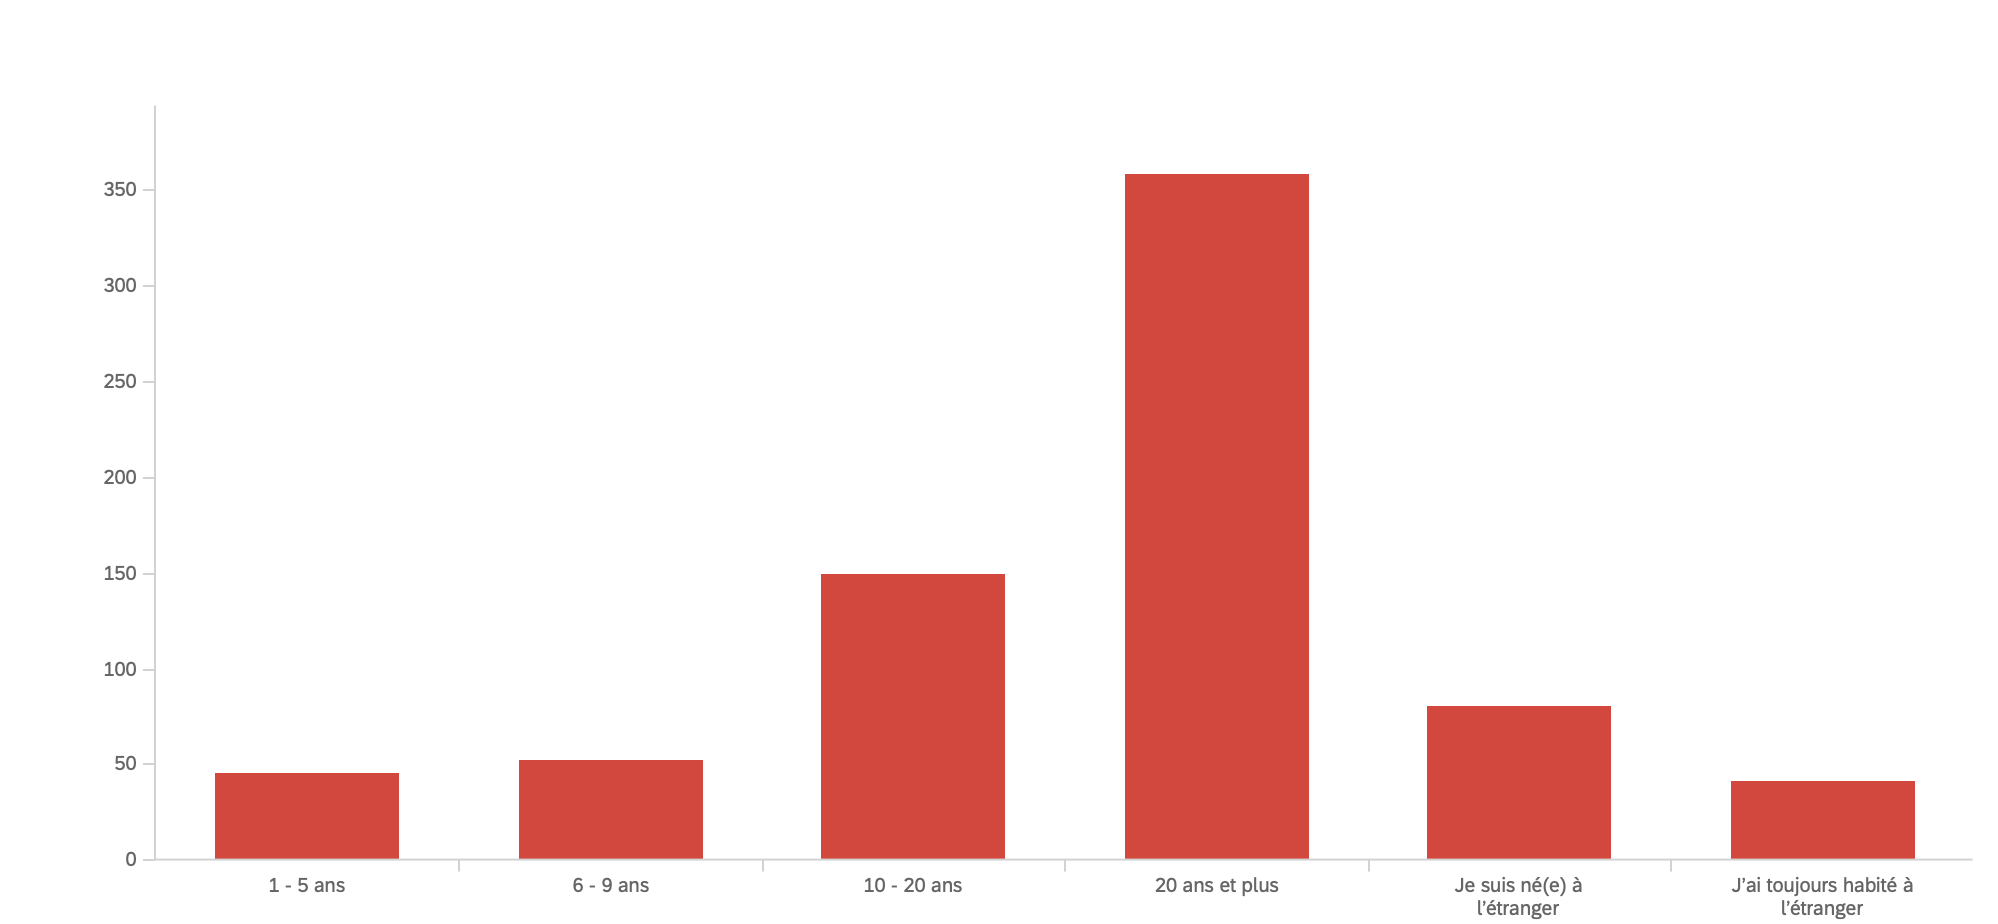 350
300
250
200
150
100
50
0
1 - 5 ans
6 - 9 ans
10 - 20 ans
20 ans et plus
Je suis né(e) à
l’étranger
J’ai toujours habité à
l’étranger